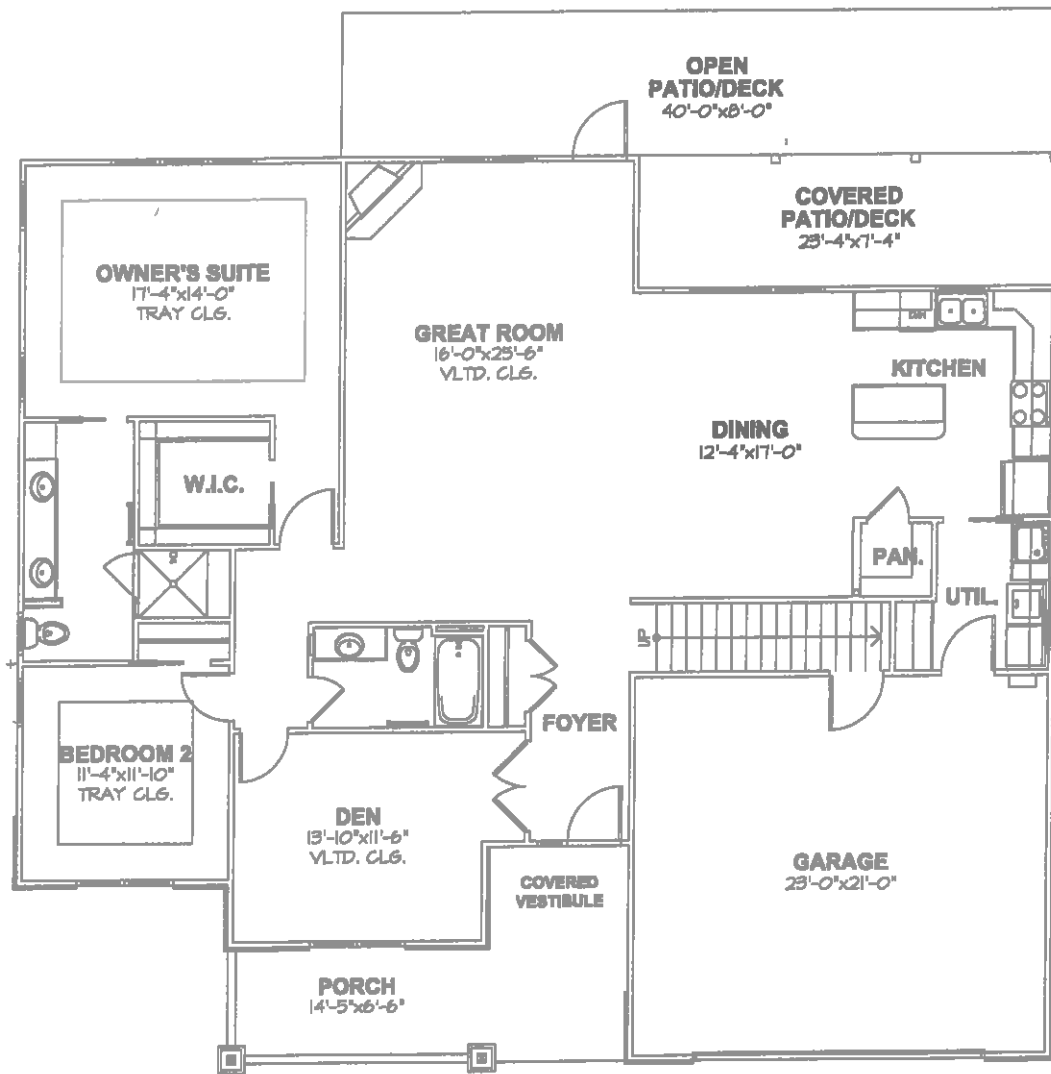 OPEN
PATIO/DECK
40'-0"x8'-0"
COVERED
PATIO/DECK
23'-4"x7'-4"
OWNER'S SUITE
17'-4"x14'-0"
TRAY CLG.
GREAT ROOM
16'-0"x25'-6"
VLTD. CLG.
DW
KITCHEN
DINING
12'-4"x17'-0"
W.I.C.
PAN.
UTIL.
UP
FOYER
BEDROOM 2
11'-4"x11'-10"
TRAY CLG.
DEN
13'-10"x11'-6"
VLTD. CLG.
GARAGE
23'-0"x21'-0"
COVERED
VESTIBULE
PORCH
14'-5"x6'-6"